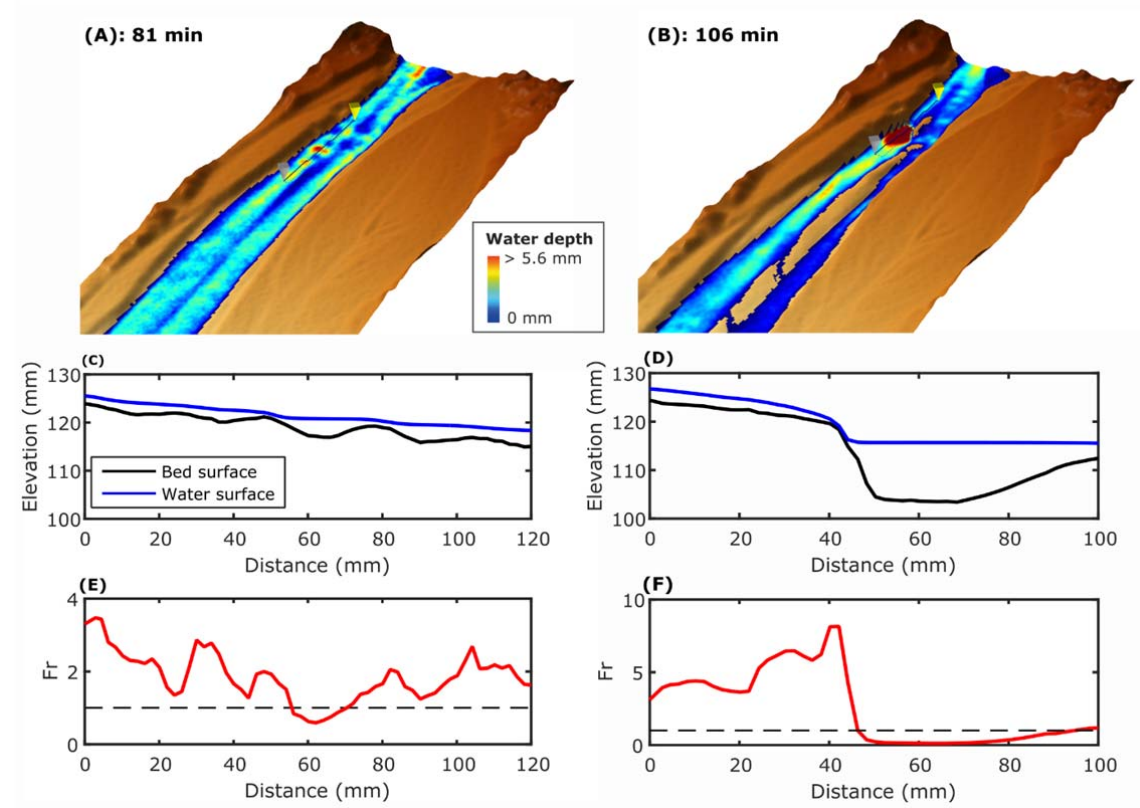 (A): 81 min
(B): 106 min
Water depth
> 5.6 mm
0 mm
(C)
130
120
110
100
Elevation (mm)
Bed surface
Water surface
0 20 40 60 80 100 120
Distance (mm)
(D)
130
120
110
100
Elevation (mm)
0 20 40 60 80 100
Distance (mm)
(E)
4
2
0
Fr
0 20 40 60 80 100 120
Distance (mm)
(F)
10
5
0
Fr
0 20 40 60 80 100
Distance (mm)